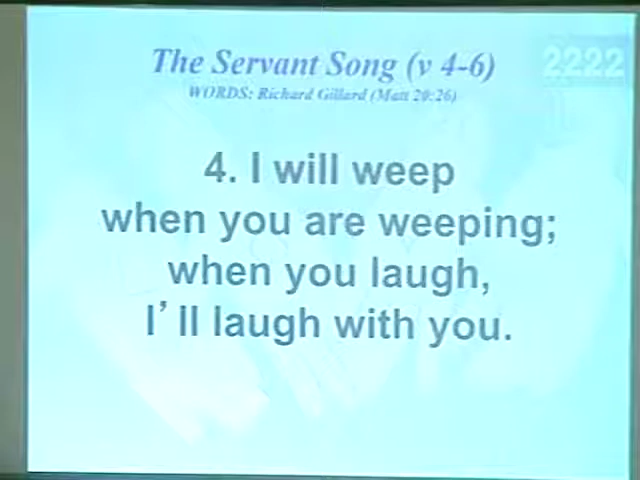 The Servant Song (v 4-6)
2222
WORDS: Richard Gillard (Matt 20:26)
4. I will weep
when you are weeping;
when you laugh,
I'll laugh with you.